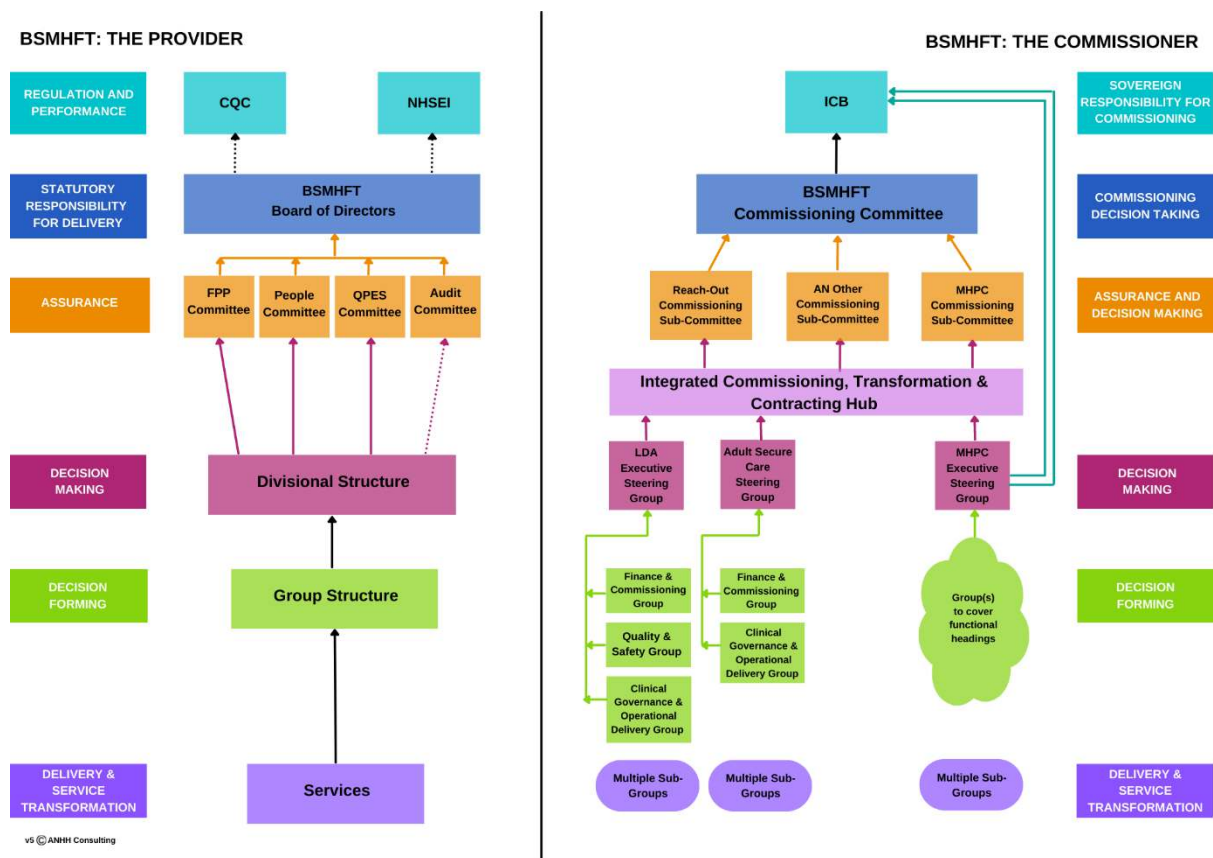 BSMHFT: THE PROVIDER
REGULATION AND
PERFORMANCE
CQC
NHSEI
STATUTORY
RESPONSIBILITY
FOR DELIVERY
BSMHFT
Board of Directors
ASSURANCE
FPP
Committee
People
Committee
QPES
Committee
Audit
Committee
DECISION
MAKING
Divisional Structure
DECISION
FORMING
Group Structure
DELIVERY &
SERVICE
TRANSFORMATION
Services
v5 © ANHH Consulting
BSMHFT: THE COMMISSIONER
ICB
SOVEREIGN
RESPONSIBILITY FOR
COMMISSIONING
BSMHFT
Commissioning Committee
COMMISSIONING
DECISION TAKING
Reach-Out
Commissioning
Sub-Committee
AN Other
Commissioning
Sub-Committee
MHPC
Commissioning
Sub-Committee
ASSURANCE AND
DECISION MAKING
Integrated Commissioning, Transformation &
Contracting Hub
LDA
Executive
Steering
Group
Adult Secure
Care
Steering
Group
MHPC
Executive
Steering
Group
DECISION
MAKING
Finance &
Commissioning
Group
Quality &
Safety Group
Clinical
Governance &
Operational
Delivery Group
Finance &
Commissioning
Group
Clinical
Governance &
Operational
Delivery Group
Group(s)
to cover
functional
headings
DECISION
FORMING
Multiple Sub-
Groups
Multiple Sub-
Groups
Multiple Sub-
Groups
DELIVERY &
SERVICE
TRANSFORMATION